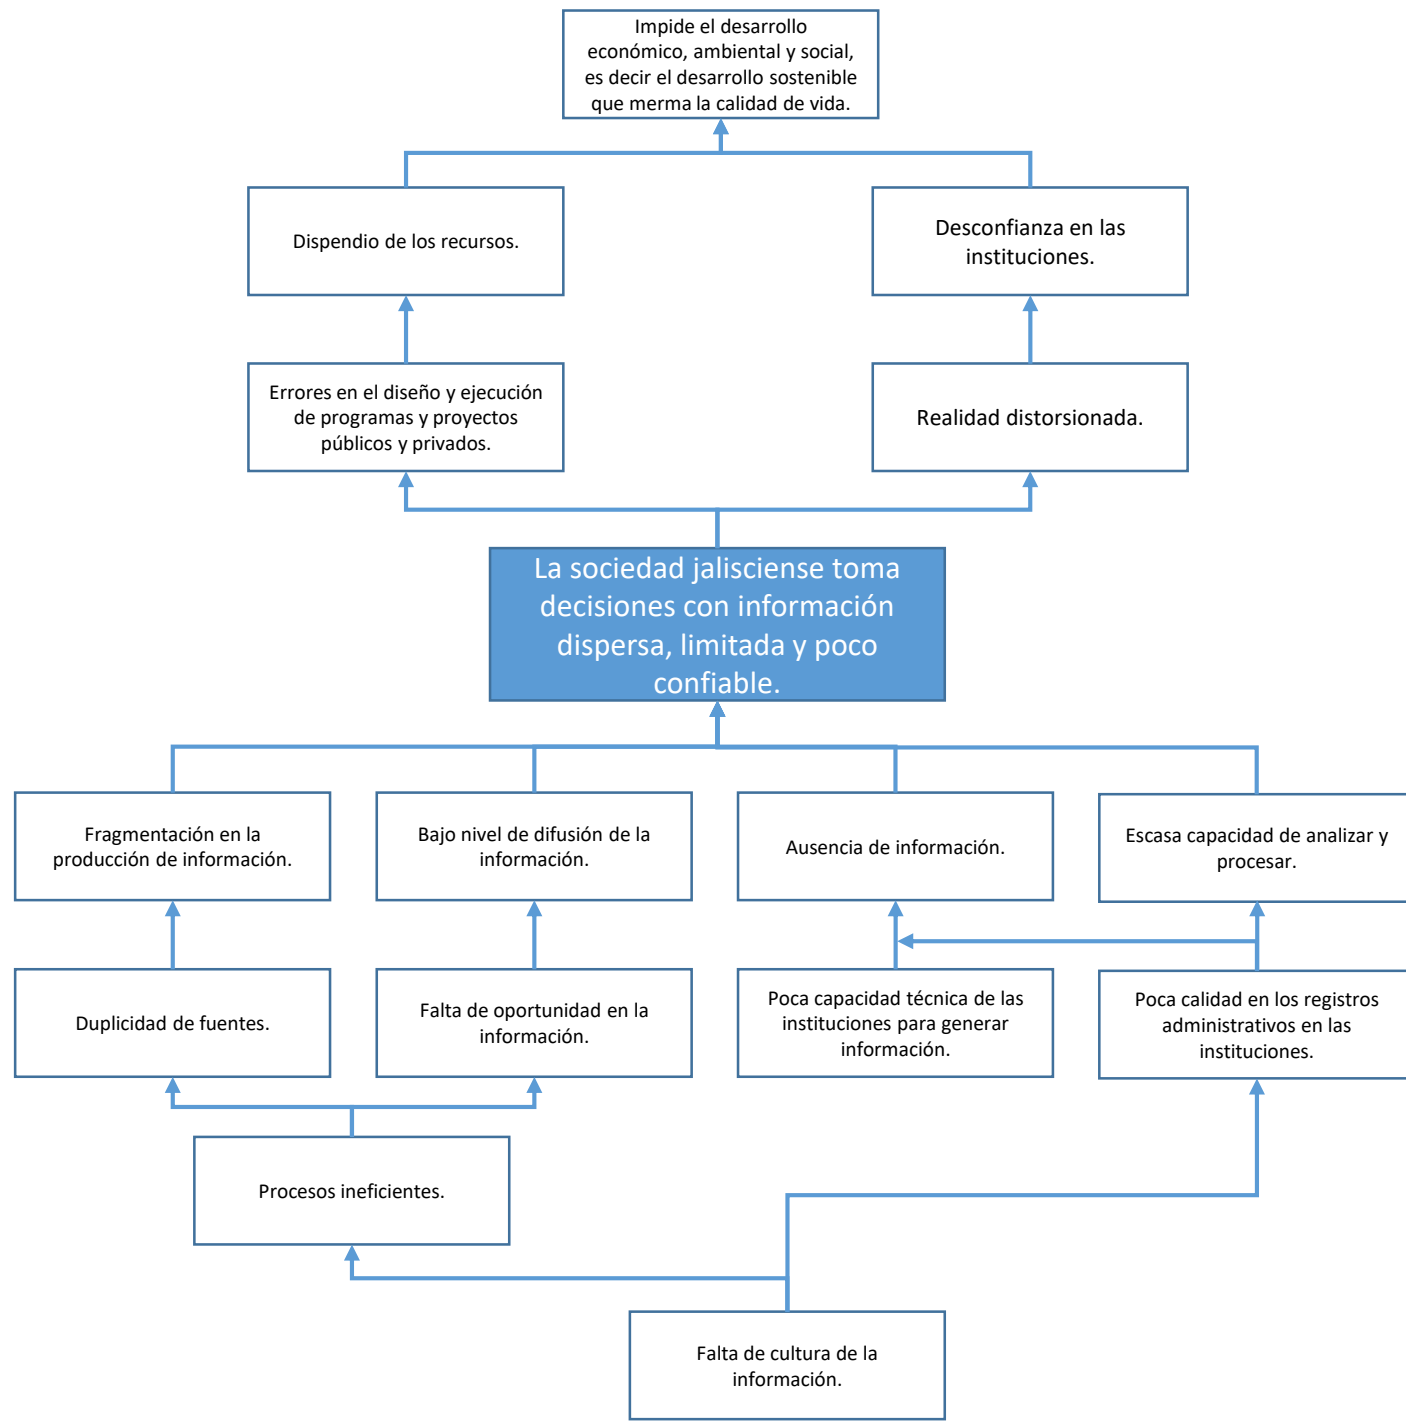 Impide el desarrollo
económico, ambiental y social,
es decir el desarrollo sostenible
que merma la calidad de vida.
Dispendio de los recursos.
Desconfianza en las
instituciones.
Errores en el diseño y ejecución
de programas y proyectos
públicos y privados.
Realidad distorsionada.
La sociedad jalisciense toma
decisiones con información
dispersa, limitada y poco
confiable.
Fragmentación en la
producción de información.
Bajo nivel de difusión de la
información.
Ausencia de información.
Escasa capacidad de analizar y
procesar.
Duplicidad de fuentes.
Falta de oportunidad en la
información.
Poca capacidad técnica de las
instituciones para generar
información.
Poca calidad en los registros
administrativos en las
instituciones.
Procesos ineficientes.
Falta de cultura de la
información.